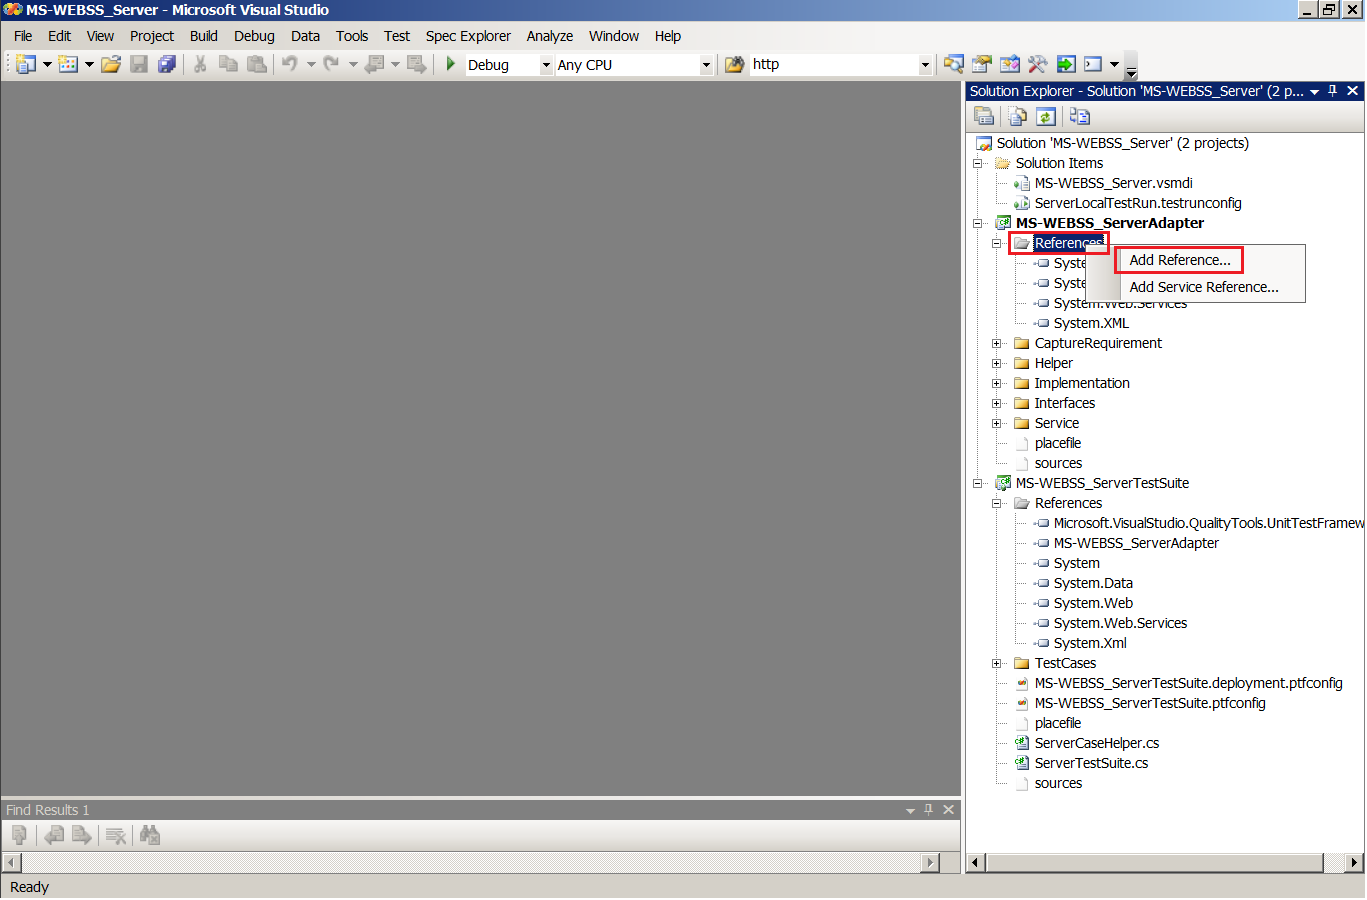 MS-WEBSS_Server - Microsoft Visual Studio
File Edit View Project Build Debug Data Tools Test Spec Explorer Analyze Window Help
Debug Any CPU http
Solution Explorer - Solution 'MS-WEBSS_Server' (2 p...
Solution 'MS-WEBSS_Server' (2 projects)
Solution Items
MS-WEBSS_Server.vsmdi
ServerLocalTestRun.testrunconfig
MS-WEBSS_ServerAdapter
References
Add Reference...
Add Service Reference...
System.Web.Services
System.XML
CaptureRequirement
Helper
Implementation
Interfaces
Service
placefile
sources
MS-WEBSS_ServerTestSuite
References
Microsoft.VisualStudio.QualityTools.UnitTestFramew
MS-WEBSS_ServerAdapter
System
System.Data
System.Web
System.Web.Services
System.Xml
TestCases
MS-WEBSS_ServerTestSuite.deployment.ptfconfig
MS-WEBSS_ServerTestSuite.ptfconfig
placefile
ServerCaseHelper.cs
ServerTestSuite.cs
sources
Find Results 1
Ready